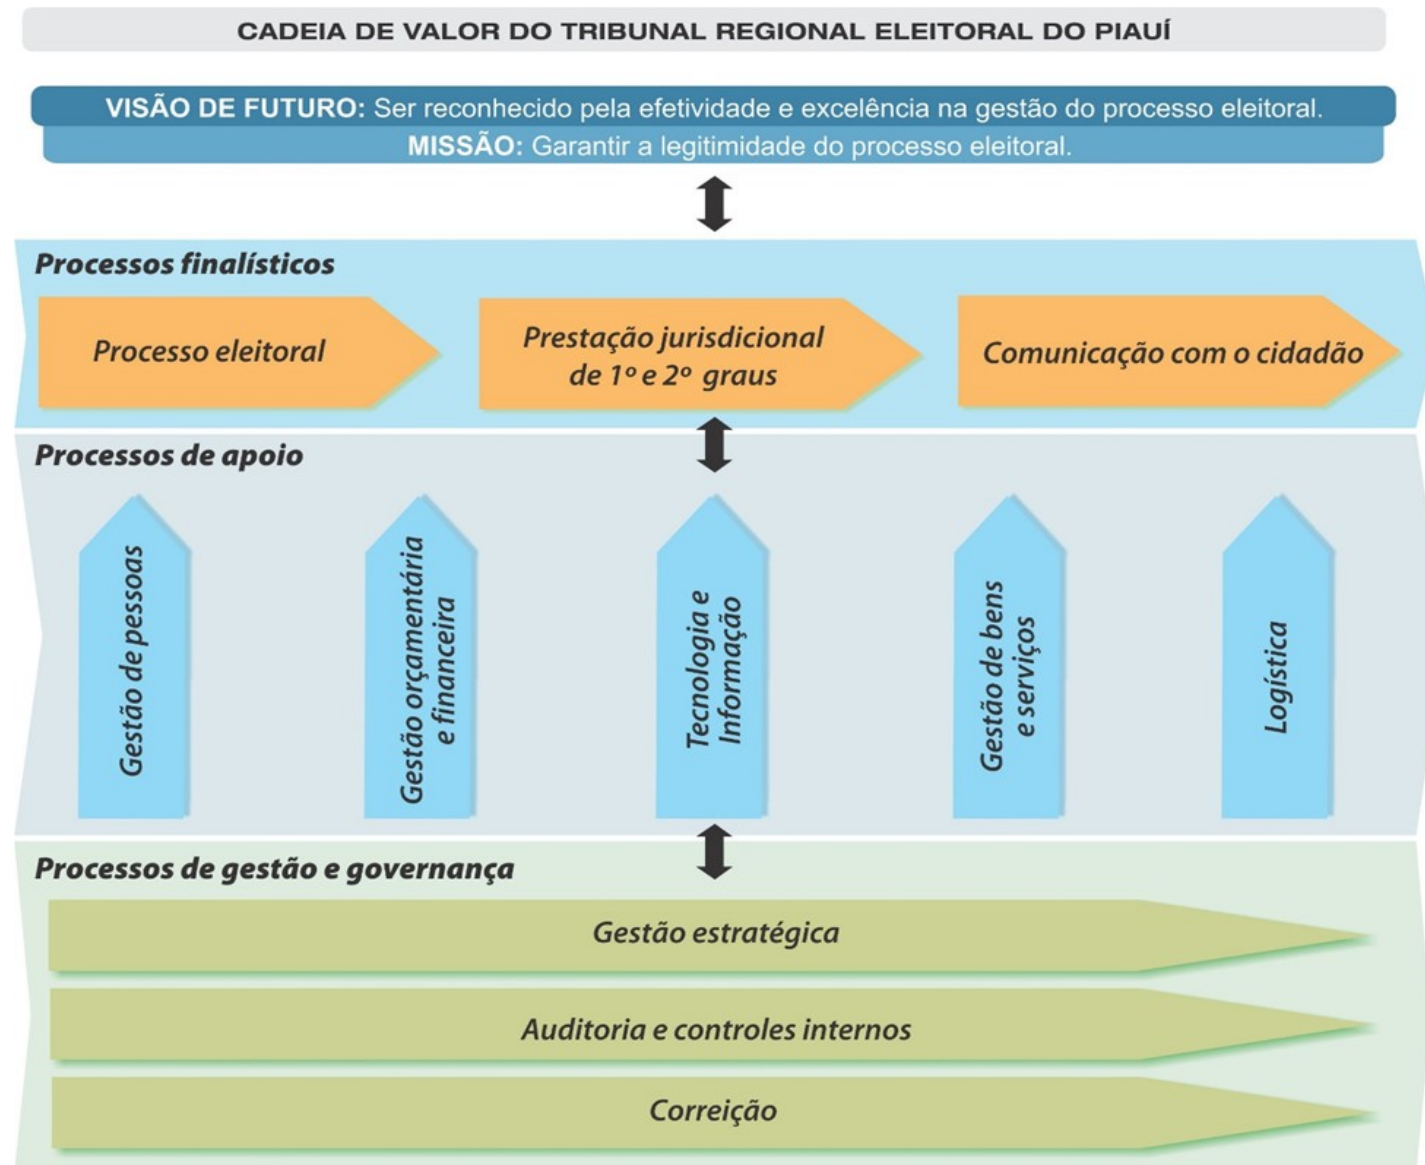 CADEIA DE VALOR DO TRIBUNAL REGIONAL ELEITORAL DO PIAUÍ
VISÃO DE FUTURO: Ser reconhecido pela efetividade e excelência na gestão do processo eleitoral.
MISSÃO: Garantir a legitimidade do processo eleitoral.
Processos finalísticos
Processo eleitoral
Prestação jurisdicional
de 1º e 2º graus
Comunicação com o cidadão
Processos de apoio
Gestão de pessoas
Gestão orçamentária
e financeira
Tecnologia e
Informação
Gestão de bens
e serviços
Logística
Processos de gestão e governança
Gestão estratégica
Auditoria e controles internos
Correição